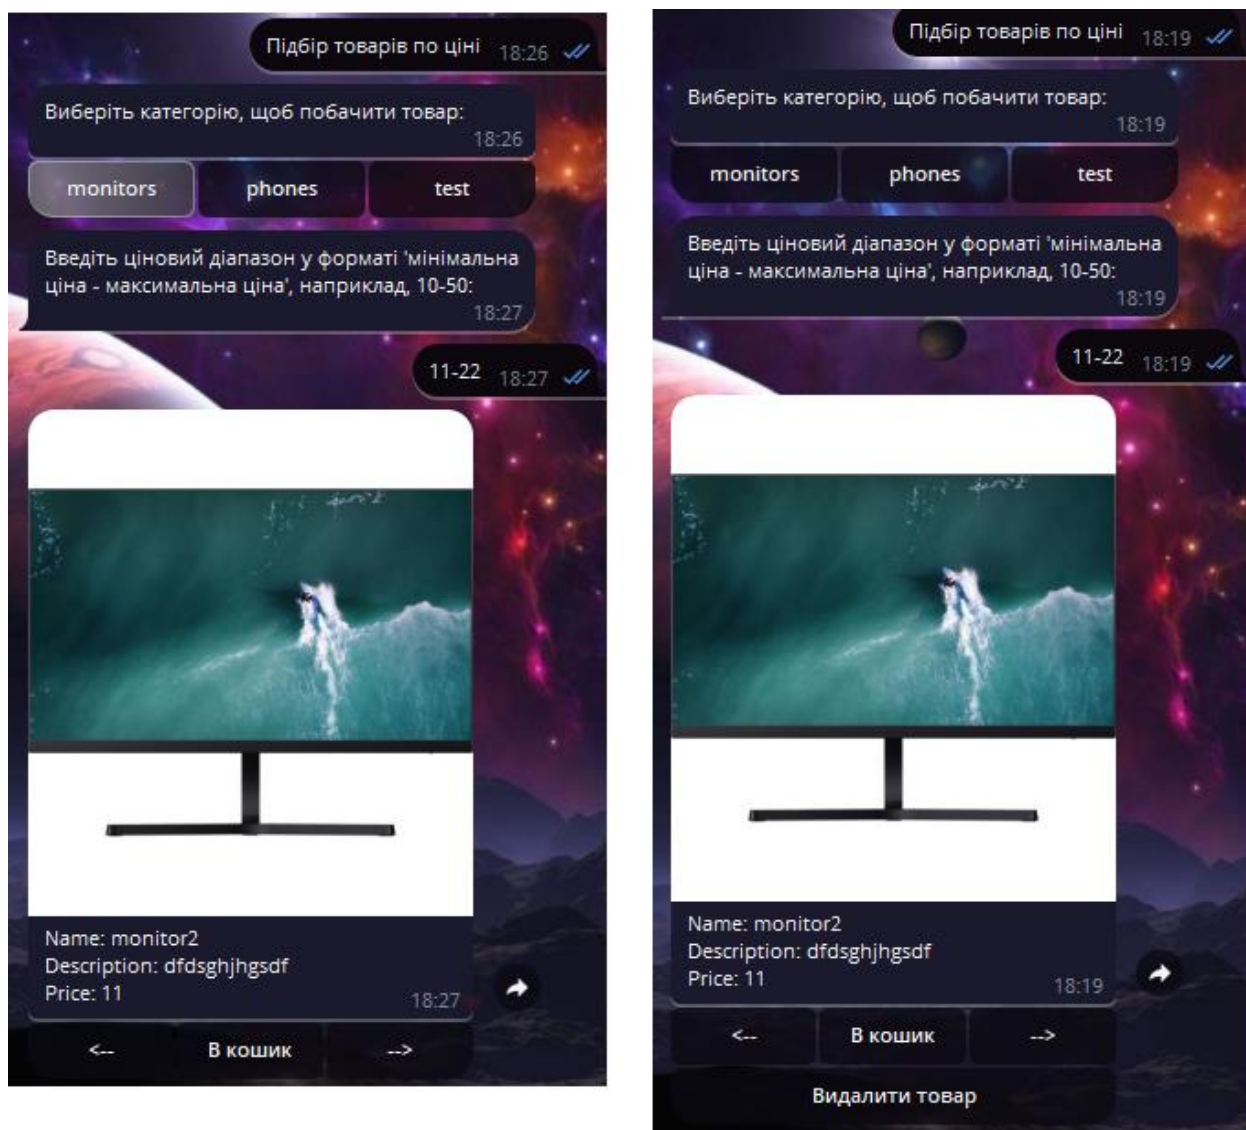 Підбір товарів по ціні 18:26
Виберіть категорію, щоб побачити товар:
18:26
monitors phones test
Введіть ціновий діапазон у форматі 'мінімальна
ціна - максимальна ціна', наприклад, 10-50:
18:27
11-22 18:27
Name: monitor2
Description: dfdsghjhgsdf
Price: 11 18:27
<-- В кошик -->
Підбір товарів по ціні 18:19
Виберіть категорію, щоб побачити товар:
18:19
monitors phones test
Введіть ціновий діапазон у форматі 'мінімальна
ціна - максимальна ціна', наприклад, 10-50:
18:19
11-22 18:19
Name: monitor2
Description: dfdsghjhgsdf
Price: 11 18:19
<-- В кошик -->
Видалити товар